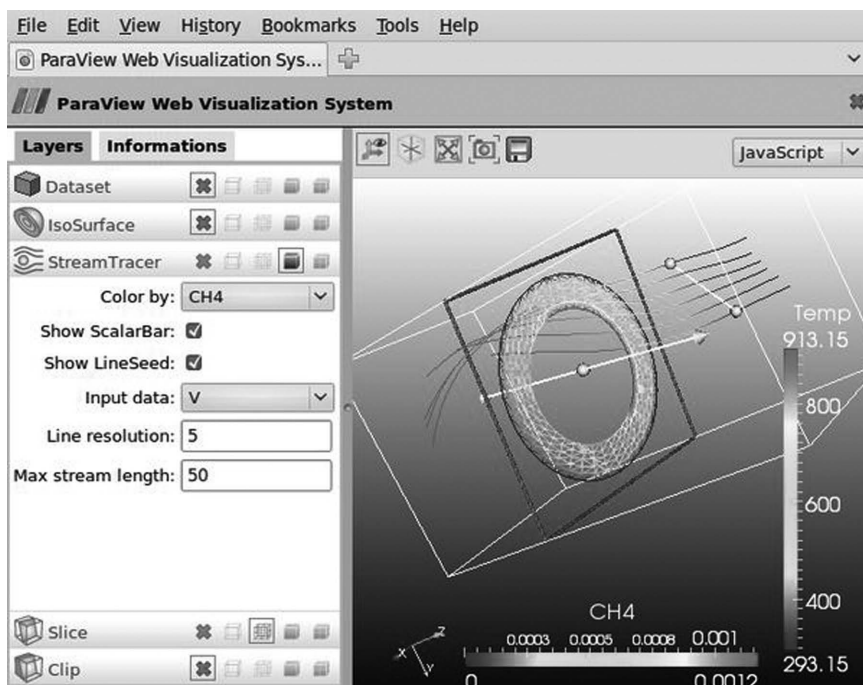 File Edit View History Bookmarks Tools Help
ParaView Web Visualization Sys...
ParaView Web Visualization System
Layers Informations
JavaScript
Dataset
IsoSurface
StreamTracer
Color by: CH4
Show ScalarBar:
Show LineSeed:
Input data: V
Line resolution: 5
Max stream length: 50
Slice
Clip
Temp
913.15
800
600
400
293.15
CH4
0.0003 0.0005 0.0008 0.001
0 0.0012
X Y Z